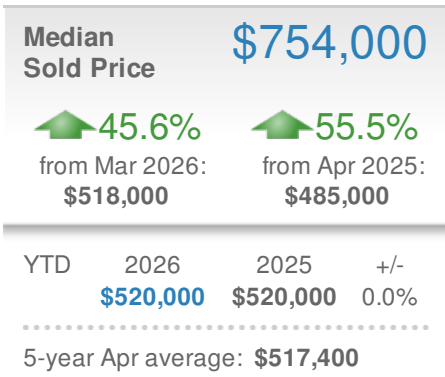 Median
Sold Price
$754,000
45.6%
from Mar 2026:
$518,000
55.5%
from Apr 2025:
$485,000
YTD 2026 2025 +/-
$520,000 $520,000 0.0%
5-year Apr average: $517,400